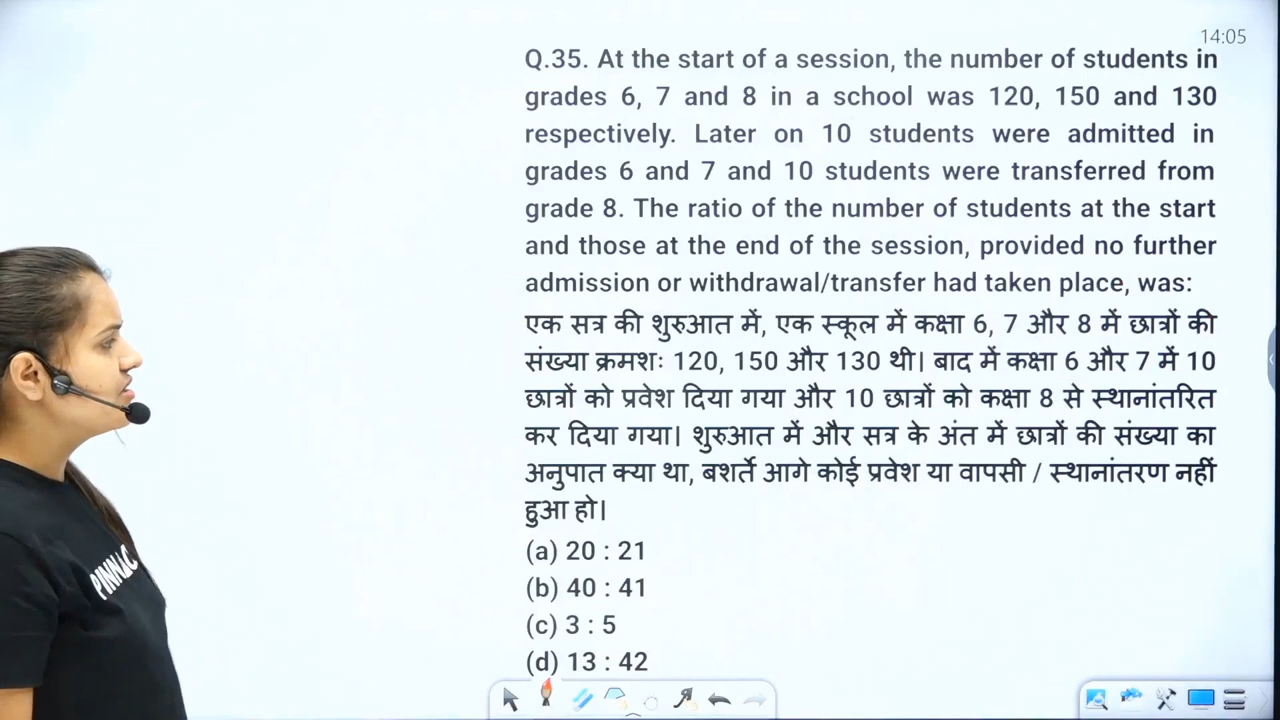 14:05
Q.35. At the start of a session, the number of students in
grades 6, 7 and 8 in a school was 120, 150 and 130
respectively. Later on 10 students were admitted in
grades 6 and 7 and 10 students were transferred from
grade 8. The ratio of the number of students at the start
and those at the end of the session, provided no further
admission or withdrawal/transfer had taken place, was:
एक सत्र की शुरुआत में, एक स्कूल में कक्षा 6, 7 और 8 में छात्रों की
संख्या क्रमशः 120, 150 और 130 थी। बाद में कक्षा 6 और 7 में 10
छात्रों को प्रवेश दिया गया और 10 छात्रों को कक्षा 8 से स्थानांतरित
कर दिया गया। शुरुआत में और सत्र के अंत में छात्रों की संख्या का
अनुपात क्या था, बशर्ते आगे कोई प्रवेश या वापसी / स्थानांतरण नहीं
हुआ हो।
(a) 20 : 21
(b) 40 : 41
(c) 3 : 5
(d) 13 : 42